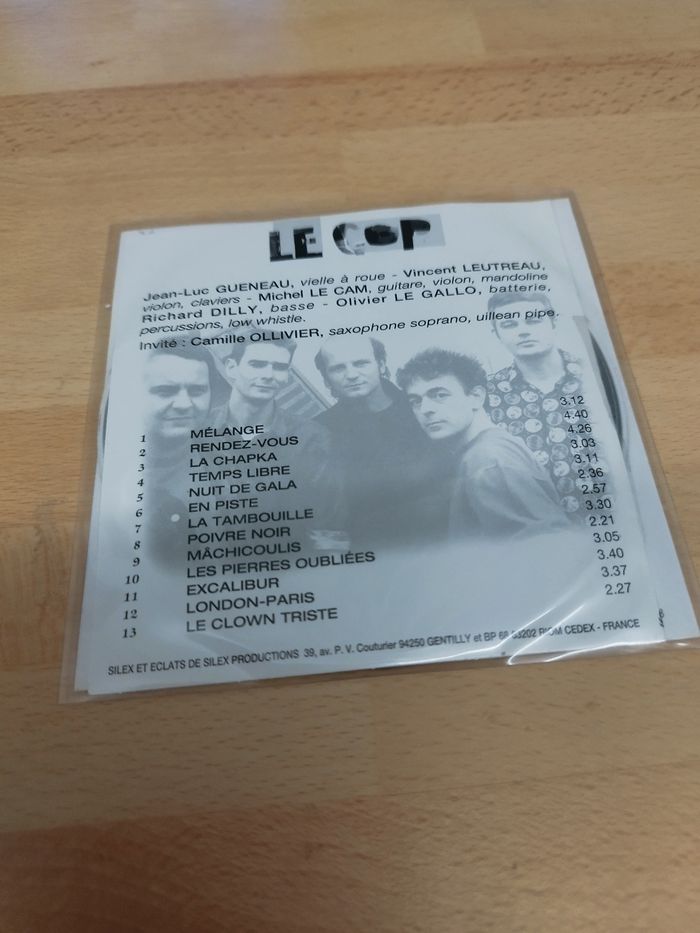 LE COP
Jean-Luc GUENEAU, vielle à roue - Vincent LEUTREAU,
violon, claviers - Michel LE CAM, guitare, violon, mandoline
Richard DILLY, basse - Olivier LE GALLO, batterie,
percussions, low whistle.
Invité : Camille OLLIVIER, saxophone soprano, uillean pipe.
1 MÉLANGE 3.12
2 RENDEZ-VOUS 4.40
3 LA CHAPKA 4.26
4 TEMPS LIBRE 3.03
5 NUIT DE GALA 3.11
6 EN PISTE 2.36
7 LA TAMBOUILLE 2.57
8 POIVRE NOIR 3.30
9 MÂCHICOULIS 2.21
10 LES PIERRES OUBLIÉES 3.05
11 EXCALIBUR 3.40
12 LONDON-PARIS 3.37
13 LE CLOWN TRISTE 2.27
SILEX ET ECLATS DE SILEX PRODUCTIONS 39, av. P. V. Couturier 94250 GENTILLY et BP 68 63202 RIOM CEDEX - FRANCE